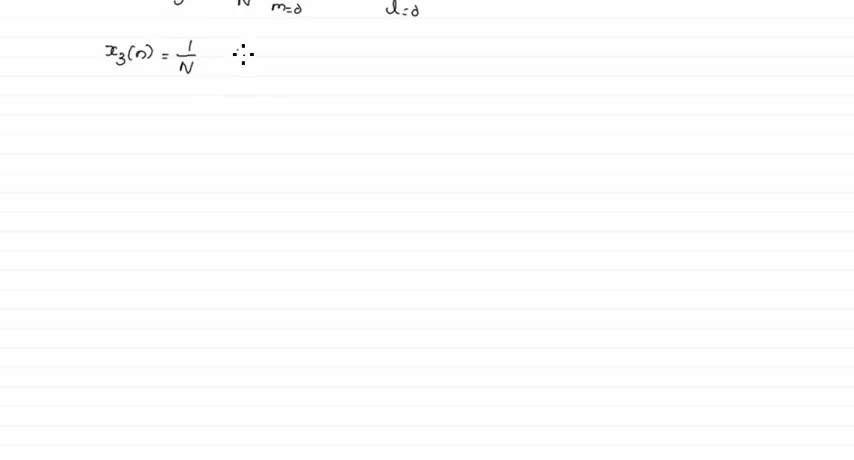 N m=0 l=0
x₃(n) = 1/N